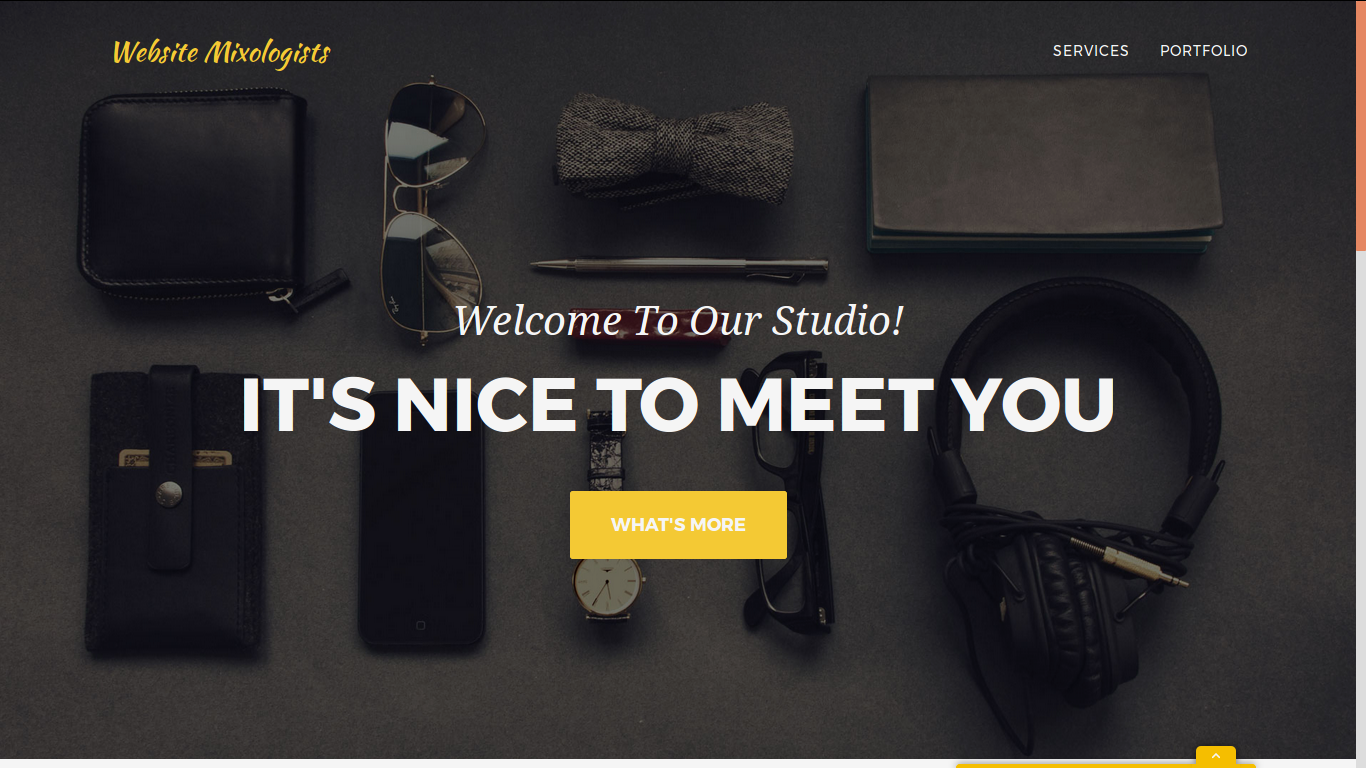 Website Mixologists
SERVICES PORTFOLIO
Welcome To Our Studio!
IT'S NICE TO MEET YOU
WHAT'S MORE